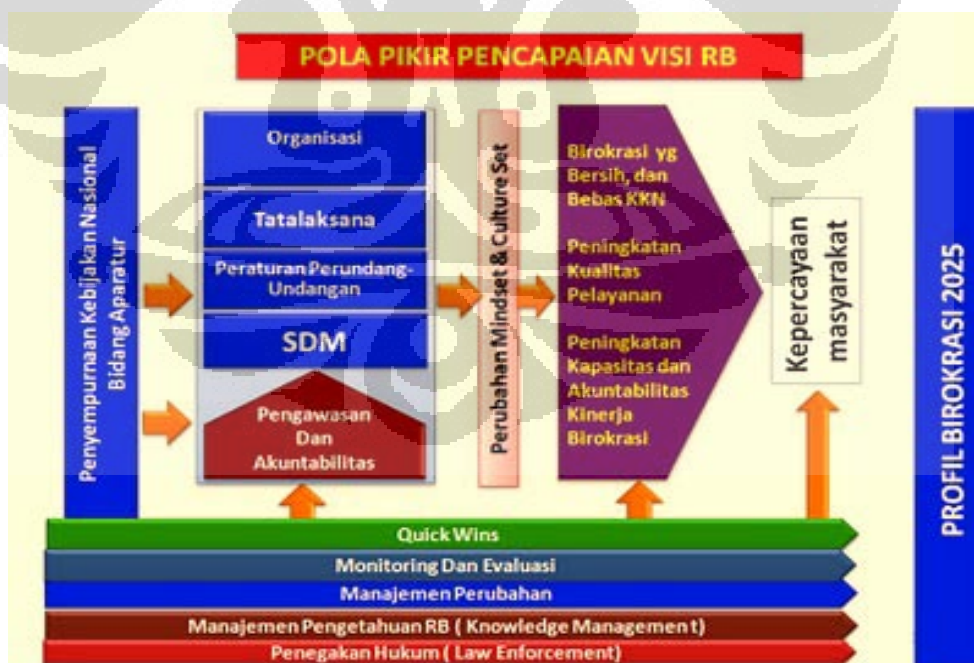 POLA PIKIR PENCAPAIAN VISI RB
Penyempurnaan Kebijakan Nasional
Bidang Aparatur
Organisasi
Tatalaksana
Peraturan Perundang-
Undangan
SDM
Pengawasan
Dan
Akuntabilitas
Perubahan Mindset & Culture Set
Birokrasi yg
Bersih, dan
Bebas KKN
Peningkatan
Kualitas
Pelayanan
Peningkatan
Kapasitas dan
Akuntabilitas
Kinerja
Birokrasi
Kepercayaan
masyarakat
PROFIL BIROKRASI 2025
Quick Wins
Monitoring Dan Evaluasi
Manajemen Perubahan
Manajemen Pengetahuan RB ( Knowledge Management)
Penegakan Hukum ( Law Enforcement)